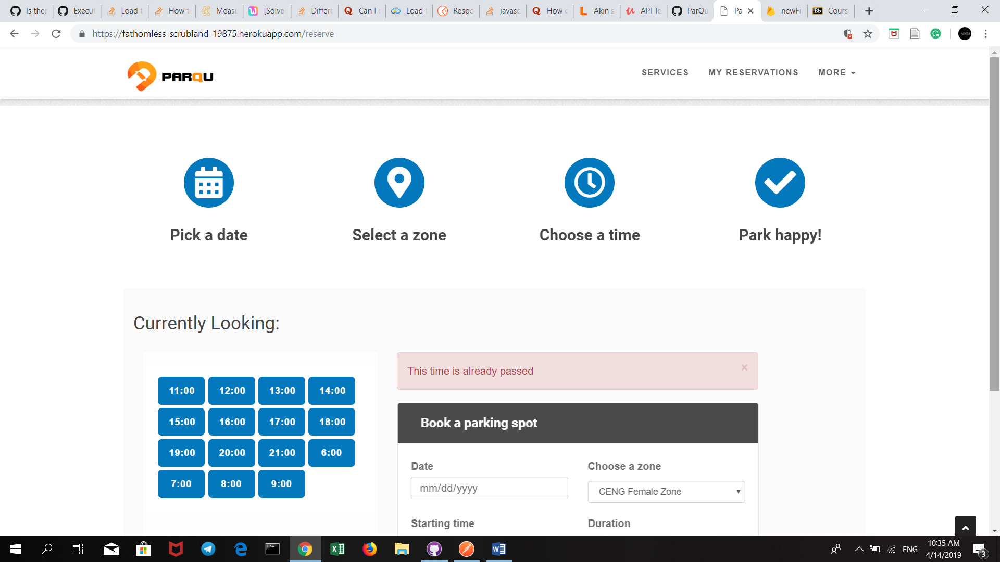 Is ther
Execut
Load t
How t
Measu
[Solve
Differe
Can I
Load t
Respo
javasc
How c
Akın s
API Te
ParQu
Pa
newFi
Bb Cours
https://fathomless-scrubland-19875.herokuapp.com/reserve
PARQU
SERVICES
MY RESERVATIONS
MORE
Pick a date
Select a zone
Choose a time
Park happy!
Currently Looking:
11:00 12:00 13:00 14:00
15:00 16:00 17:00 18:00
19:00 20:00 21:00 6:00
7:00 8:00 9:00
This time is already passed ×
Book a parking spot
Date
mm/dd/yyyy
Choose a zone
CENG Female Zone
Starting time
Duration
ENG
10:35 AM
4/14/2019
3